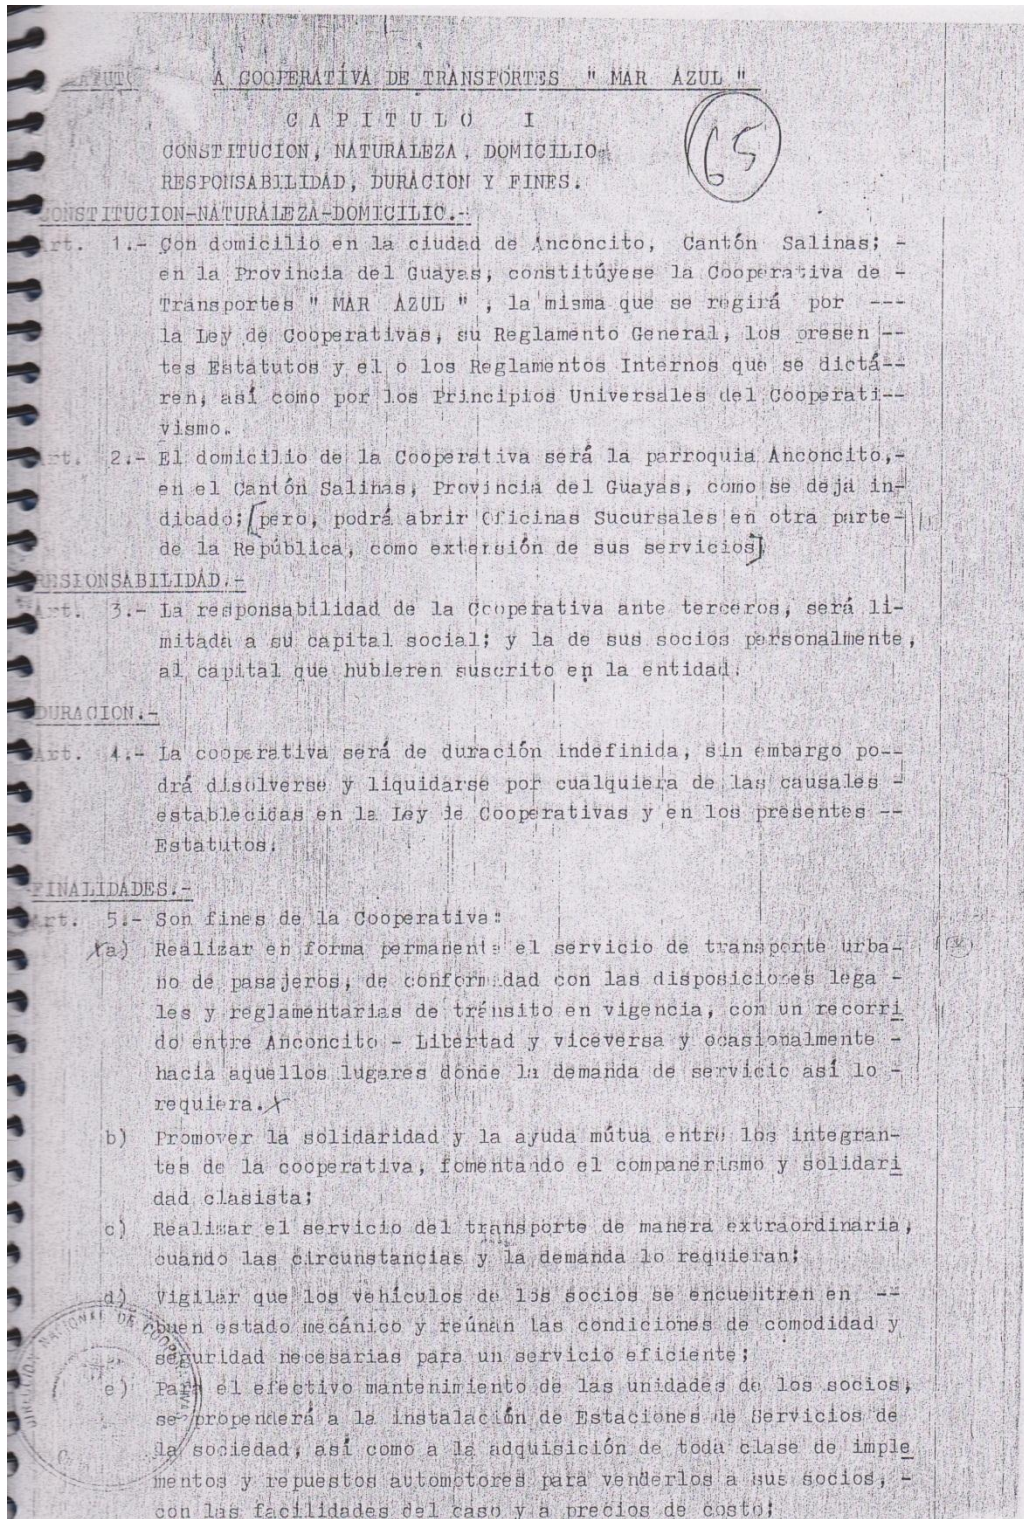 A COOPERATIVA DE TRANSPORTES " MAR AZUL "
65
C A P I T U L O I
CONSTITUCION, NATURALEZA, DOMICILIO,
RESPONSABILIDAD, DURACION Y FINES.
CONSTITUCION-NATURALEZA-DOMICILIO.-
Art. 1.- Con domicilio en la ciudad de Anconcito, Cantón Salinas; -
en la Provincia del Guayas, constitúyese la Cooperativa de -
Transportes " MAR AZUL " , la misma que se regirá por ---
la Ley de Cooperativas, su Reglamento General, los presen --
tes Estatutos y el o los Reglamentos Internos que se dictá--
ren, así como por los Principios Universales del Cooperati--
vismo.
Art. 2.- El domicilio de la Cooperativa será la parroquia Anconcito,-
en el Cantón Salinas, Provincia del Guayas, como se deja in-
dicado; [pero, podrá abrir Oficinas Sucursales en otra parte-
de la República, como extensión de sus servicios]
RESPONSABILIDAD.-
Art. 3.- La responsabilidad de la Cooperativa ante terceros, será li-
mitada a su capital social; y la de sus socios personalmente,
al capital que hubieren suscrito en la entidad.
DURACION.-
Art. 4.- La cooperativa será de duración indefinida, sin embargo po--
drá disolverse y liquidarse por cualquiera de las causales -
establecidas en la Ley de Cooperativas y en los presentes --
Estatutos.
FINALIDADES.-
Art. 5.- Son fines de la Cooperativa:
a) Realizar en forma permanente el servicio de transporte urba-
no de pasajeros, de conformidad con las disposiciones lega -
les y reglamentarias de tránsito en vigencia, con un recorri
do entre Anconcito - Libertad y viceversa y ocasionalmente -
hacia aquellos lugares donde la demanda de servicio así lo -
requiera.
b) Promover la solidaridad y la ayuda mútua entre los integran-
tes de la cooperativa, fomentando el companerismo y solidari
dad clasista;
c) Realizar el servicio del transporte de manera extraordinaria,
cuando las circunstancias y la demanda lo requieran;
d) Vigilar que los vehículos de los socios se encuentren en --
buen estado mecánico y reúnan las condiciones de comodidad y
seguridad necesarias para un servicio eficiente;
e) Para el efectivo mantenimiento de las unidades de los socios,
se propenderá a la instalación de Estaciones de Servicios de
la sociedad, así como a la adquisición de toda clase de imple
mentos y repuestos automotores para venderlos a sus socios, -
con las facilidades del caso y a precios de costo;